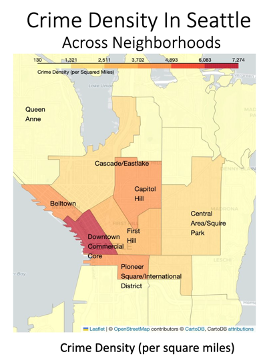 Crime Density In Seattle
Across Neighborhoods
130 1,321 2,511 3,702 4,893 6,083 7,274
Crime Density (per Squared Miles)
Queen
Anne
Cascade/Eastlake
Capitol
Hill
Belltown
Central
Area/Squire
Park
First
Hill
Downtown
Commercial
Core
Pioneer
Square/International
District
Leaflet | © OpenStreetMap contributors © CartoDB, CartoDB attributions
Crime Density (per square miles)